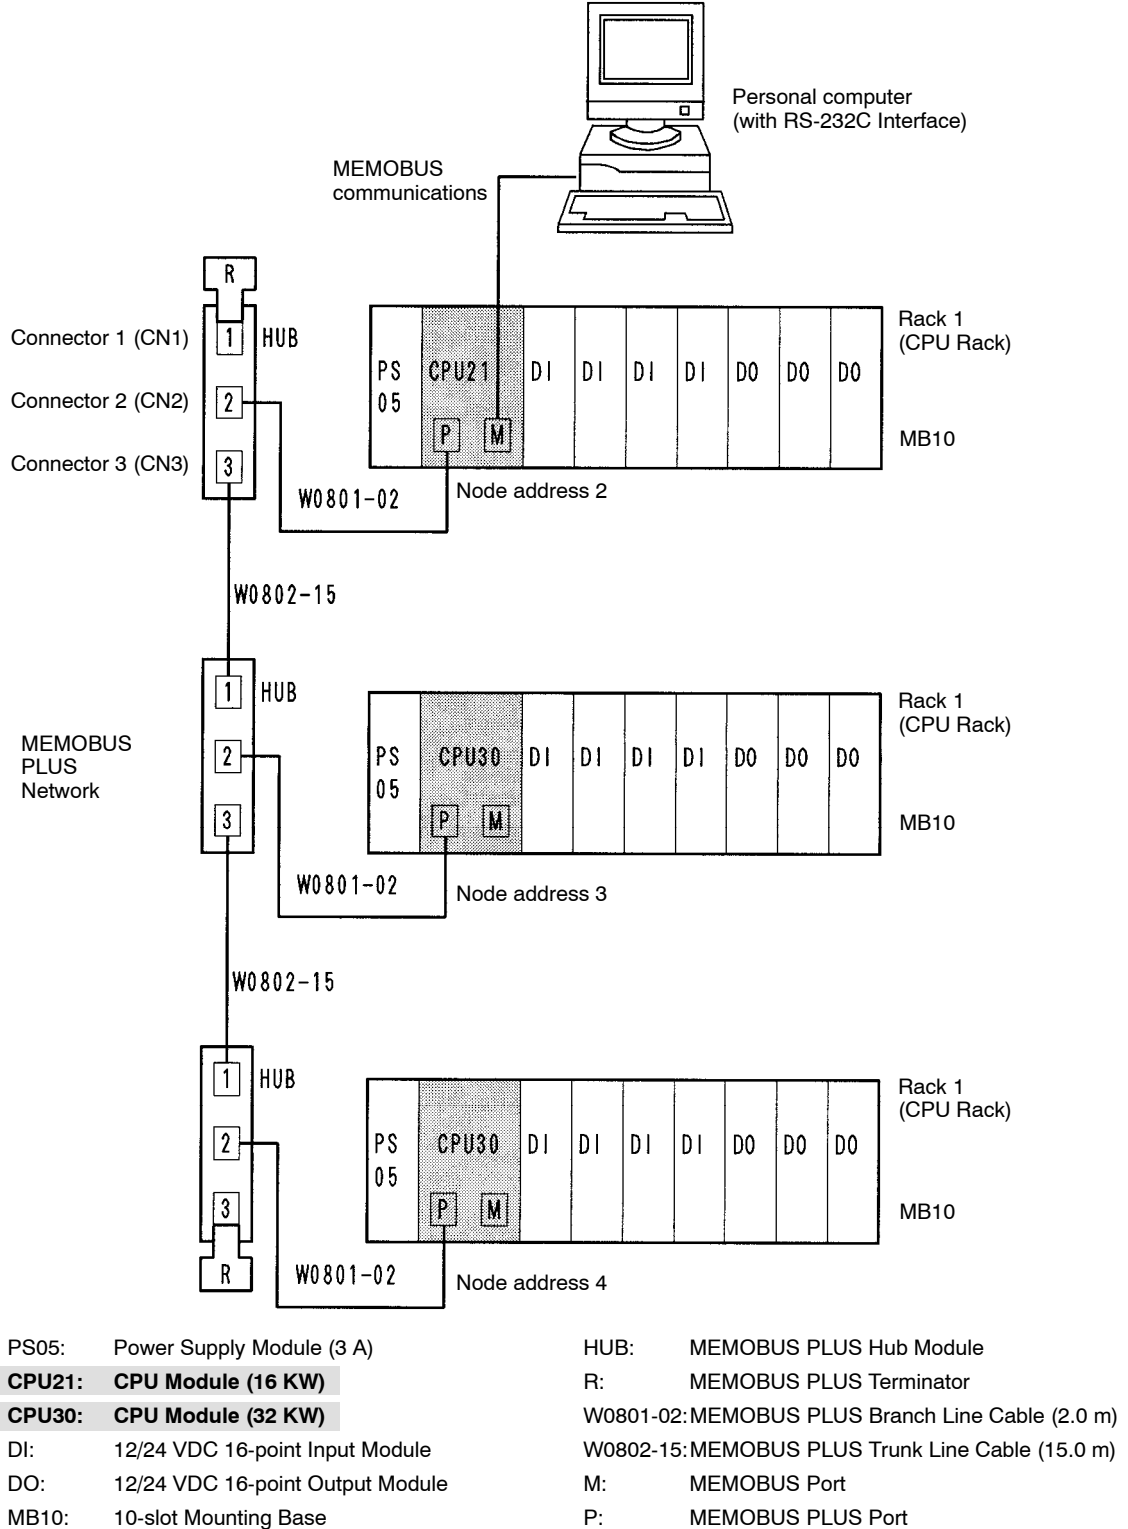 Personal computer
(with RS-232C Interface)
MEMOBUS
communications
R
Connector 1 (CN1)
1
HUB
Connector 2 (CN2)
2
Connector 3 (CN3)
3
PS
05
CPU21
DI
DI
DI
DI
DO
DO
DO
P
M
Rack 1
(CPU Rack)
MB10
W0801-02
Node address 2
W0802-15
MEMOBUS
PLUS
Network
1
HUB
2
3
PS
05
CPU30
DI
DI
DI
DI
DO
DO
DO
P
M
Rack 1
(CPU Rack)
MB10
W0801-02
Node address 3
W0802-15
1
HUB
2
3
R
PS
05
CPU30
DI
DI
DI
DI
DO
DO
DO
P
M
Rack 1
(CPU Rack)
MB10
W0801-02
Node address 4
PS05: Power Supply Module (3 A)
CPU21: CPU Module (16 KW)
CPU30: CPU Module (32 KW)
DI: 12/24 VDC 16-point Input Module
DO: 12/24 VDC 16-point Output Module
MB10: 10-slot Mounting Base
HUB: MEMOBUS PLUS Hub Module
R: MEMOBUS PLUS Terminator
W0801-02: MEMOBUS PLUS Branch Line Cable (2.0 m)
W0802-15: MEMOBUS PLUS Trunk Line Cable (15.0 m)
M: MEMOBUS Port
P: MEMOBUS PLUS Port